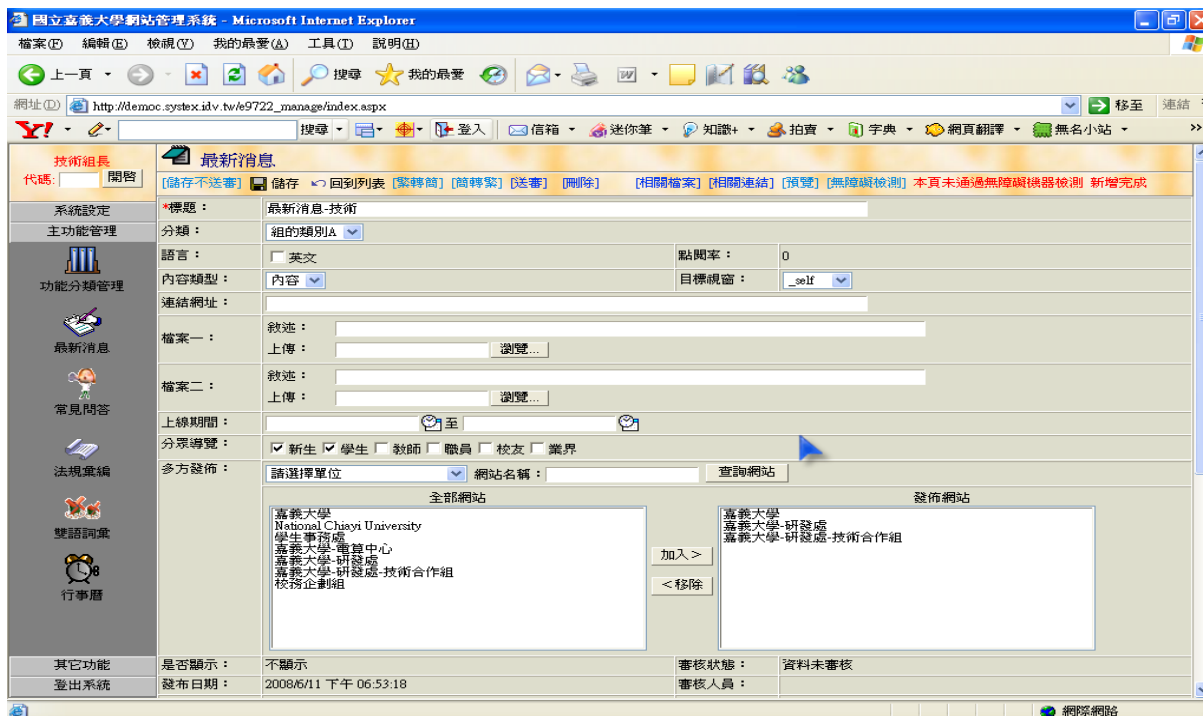 國立嘉義大學網站管理系統 - Microsoft Internet Explorer
檔案(F) 編輯(E) 檢視(V) 我的最愛(A) 工具(T) 說明(H)
上一頁 搜尋 我的最愛
網址(D) http://democ.systex.idv.tw/e9722_manage/index.aspx 移至 連結
Y! 搜尋 登入 信箱 迷你筆 知識+ 拍賣 字典 網頁翻譯 無名小站 »
技術組長
代碼: 開啓
最新消息
[儲存不送審] 儲存 回到列表 [繁轉簡] [簡轉繁] [送審] [刪除] [相關檔案] [相關連結] [預覽] [無障礙檢測] 本頁未通過無障礙機器檢測 新增完成
系統設定
主功能管理
功能分類管理
最新消息
常見問答
法規彙編
雙語詞彙
行事曆
其它功能
登出系統
*標題： 最新消息-技術
分類： 組的類別A
語言： 英文 點閱率： 0
內容類型： 內容 目標視窗： _self
連結網址：
檔案一： 敘述：
上傳： 瀏覽...
檔案二： 敘述：
上傳： 瀏覽...
上線期間： 至
分眾導覽： 新生 學生 教師 職員 校友 業界
多方發佈： 請選擇單位 網站名稱： 查詢網站
全部網站
嘉義大學
National Chiayi University
學生事務處
嘉義大學-電算中心
嘉義大學-研發處
嘉義大學-研發處-技術合作組
校務企劃組
加入＞
＜移除
發佈網站
嘉義大學
嘉義大學-研發處
嘉義大學-研發處-技術合作組
是否顯示： 不顯示 審核狀態： 資料未審核
發布日期： 2008/6/11 下午 06:53:18 審核人員：
網際網路